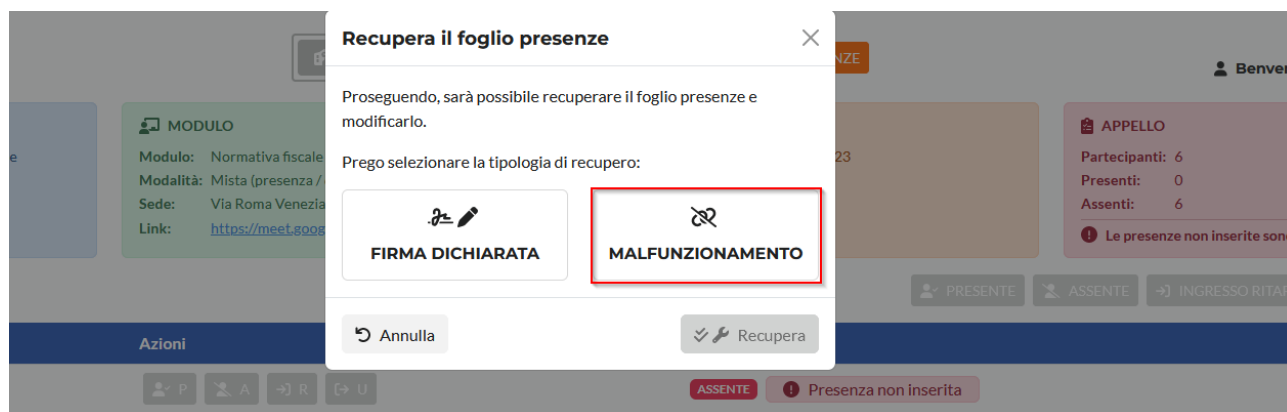 Recupera il foglio presenze
NZE
Proseguendo, sarà possibile recuperare il foglio presenze e
modificarlo.
Prego selezionare la tipologia di recupero:
FIRMA DICHIARATA
MALFUNZIONAMENTO
Annulla
Recupera
MODULO
Modulo: Normativa fiscale
Modalità: Mista (presenza /
Sede: Via Roma Venezia
Link: https://meet.goog
e
23
APPELLO
Partecipanti: 6
Presenti: 0
Assenti: 6
Le presenze non inserite son
PRESENTE
ASSENTE
INGRESSO RITAR
Azioni
P
A
R
U
ASSENTE
Presenza non inserita
Benver